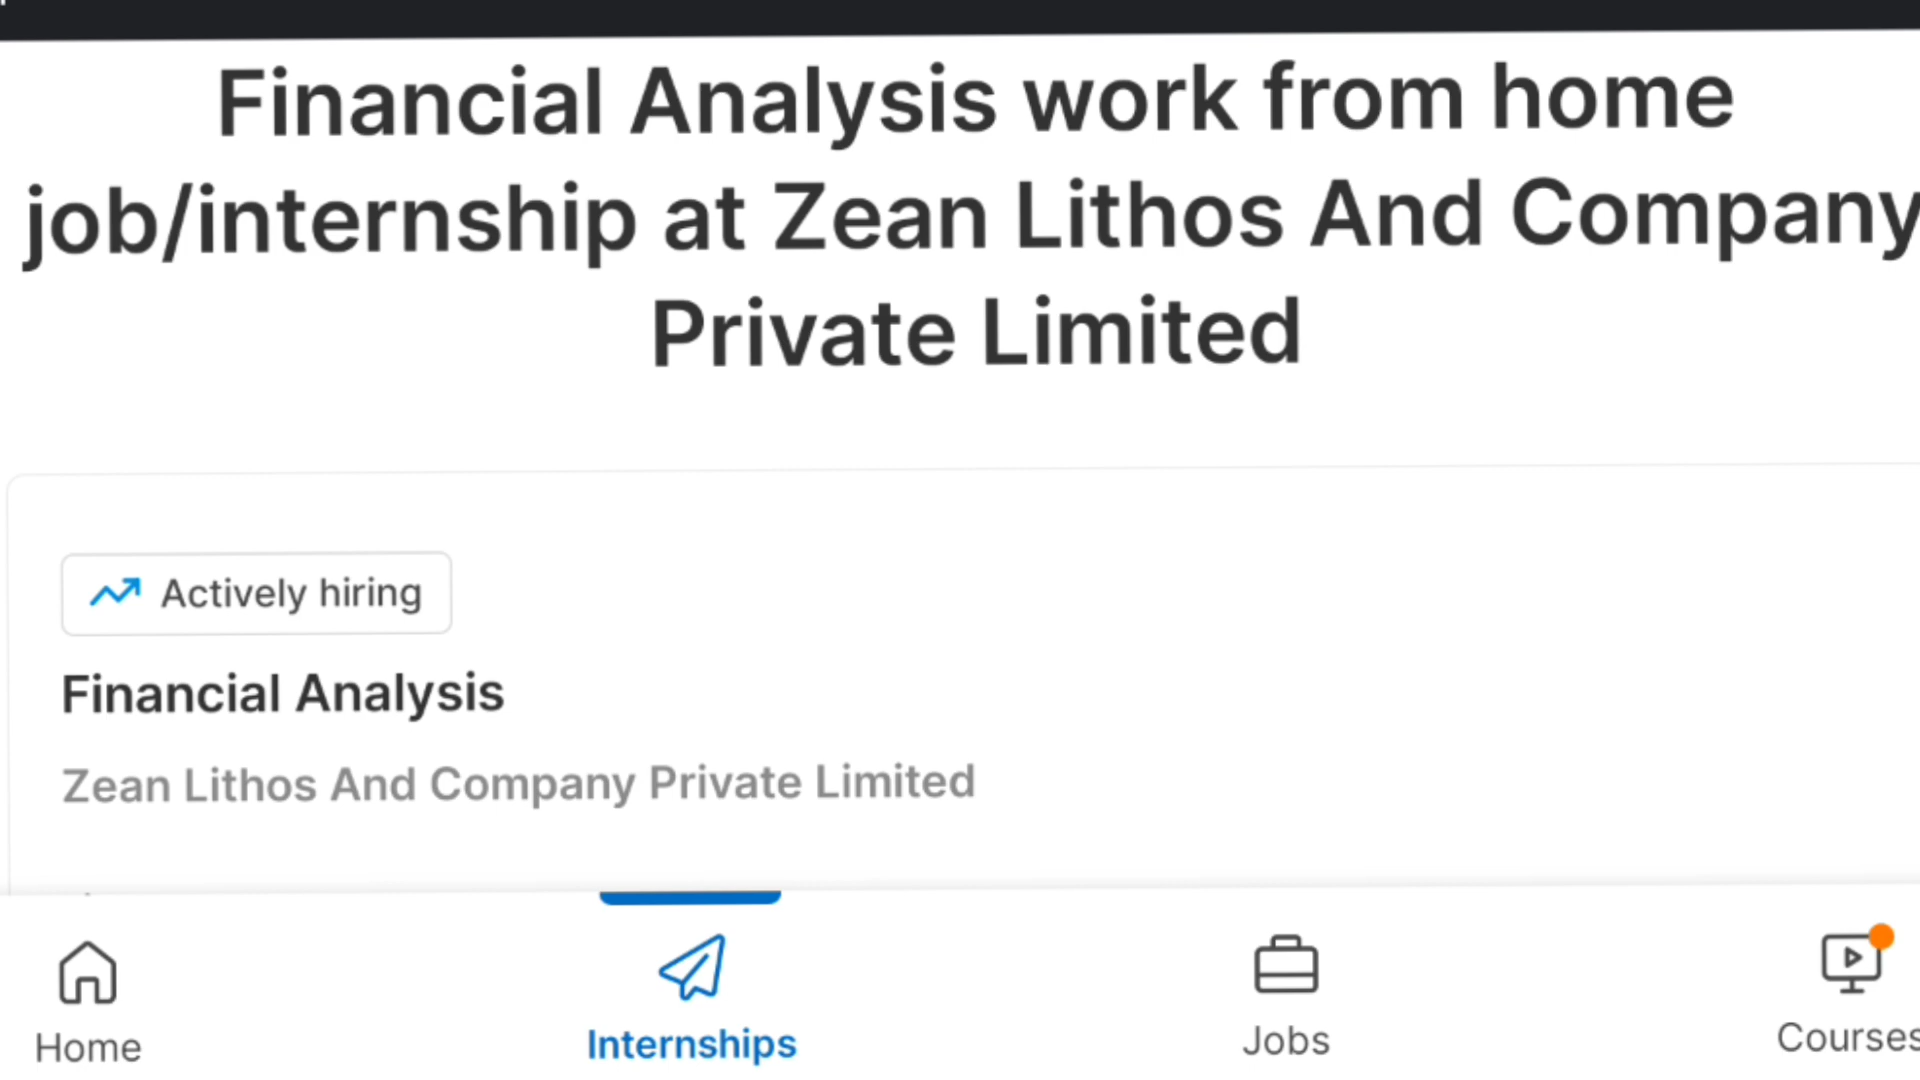 Financial Analysis work from home
job/internship at Zean Lithos And Company
Private Limited
Actively hiring
Financial Analysis
Zean Lithos And Company Private Limited
Home
Internships
Jobs
Courses